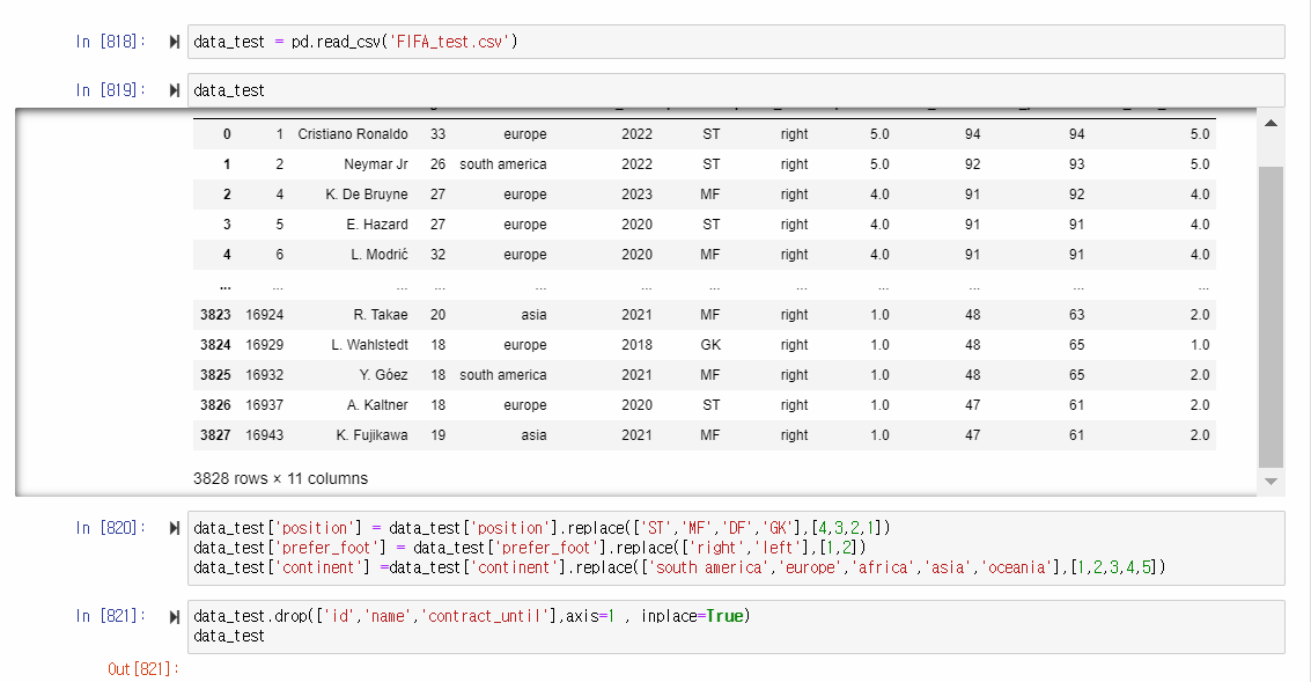 In [818]: data_test = pd.read_csv('FIFA_test.csv')
In [819]: data_test
0 1 Cristiano Ronaldo 33 europe 2022 ST right 5.0 94 94 5.0
1 2 Neymar Jr 26 south america 2022 ST right 5.0 92 93 5.0
2 4 K. De Bruyne 27 europe 2023 MF right 4.0 91 92 4.0
3 5 E. Hazard 27 europe 2020 ST right 4.0 91 91 4.0
4 6 L. Modrić 32 europe 2020 MF right 4.0 91 91 4.0
... ... ... ... ... ... ... ... ... ... ... ...
3823 16924 R. Takae 20 asia 2021 MF right 1.0 48 63 2.0
3824 16929 L. Wahlstedt 18 europe 2018 GK right 1.0 48 65 1.0
3825 16932 Y. Góez 18 south america 2021 MF right 1.0 48 65 2.0
3826 16937 A. Kaltner 18 europe 2020 ST right 1.0 47 61 2.0
3827 16943 K. Fujikawa 19 asia 2021 MF right 1.0 47 61 2.0
3828 rows × 11 columns
In [820]: data_test['position'] = data_test['position'].replace(['ST','MF','DF','GK'],[4,3,2,1])
data_test['prefer_foot'] = data_test['prefer_foot'].replace(['right','left'],[1,2])
data_test['continent'] =data_test['continent'].replace(['south america','europe','africa','asia','oceania'],[1,2,3,4,5])
In [821]: data_test.drop(['id','name','contract_until'],axis=1 , inplace=True)
data_test
Out[821]: